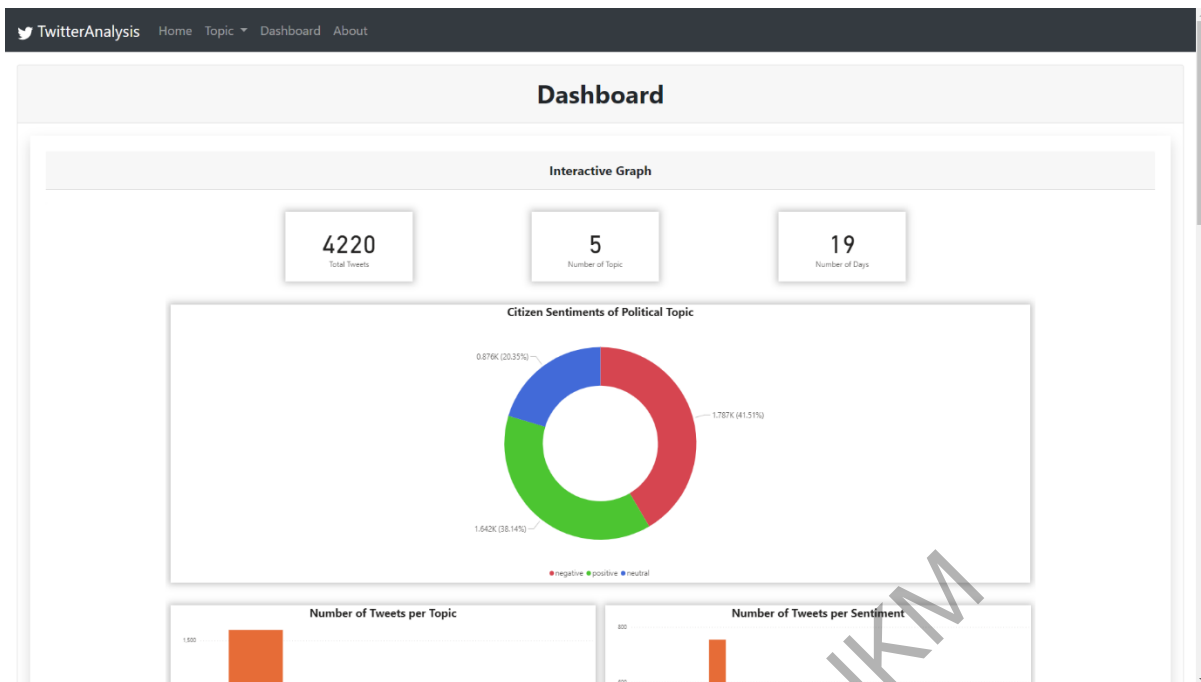 TwitterAnalysis Home Topic Dashboard About
Dashboard
Interactive Graph
4220
Total Tweets
5
Number of Topic
19
Number of Days
Citizen Sentiments of Political Topic
0.876K (20.35%)
1.787K (41.51%)
1.642K (38.14%)
negative positive neutral
Number of Tweets per Topic
1,500
Number of Tweets per Sentiment
800
UKM